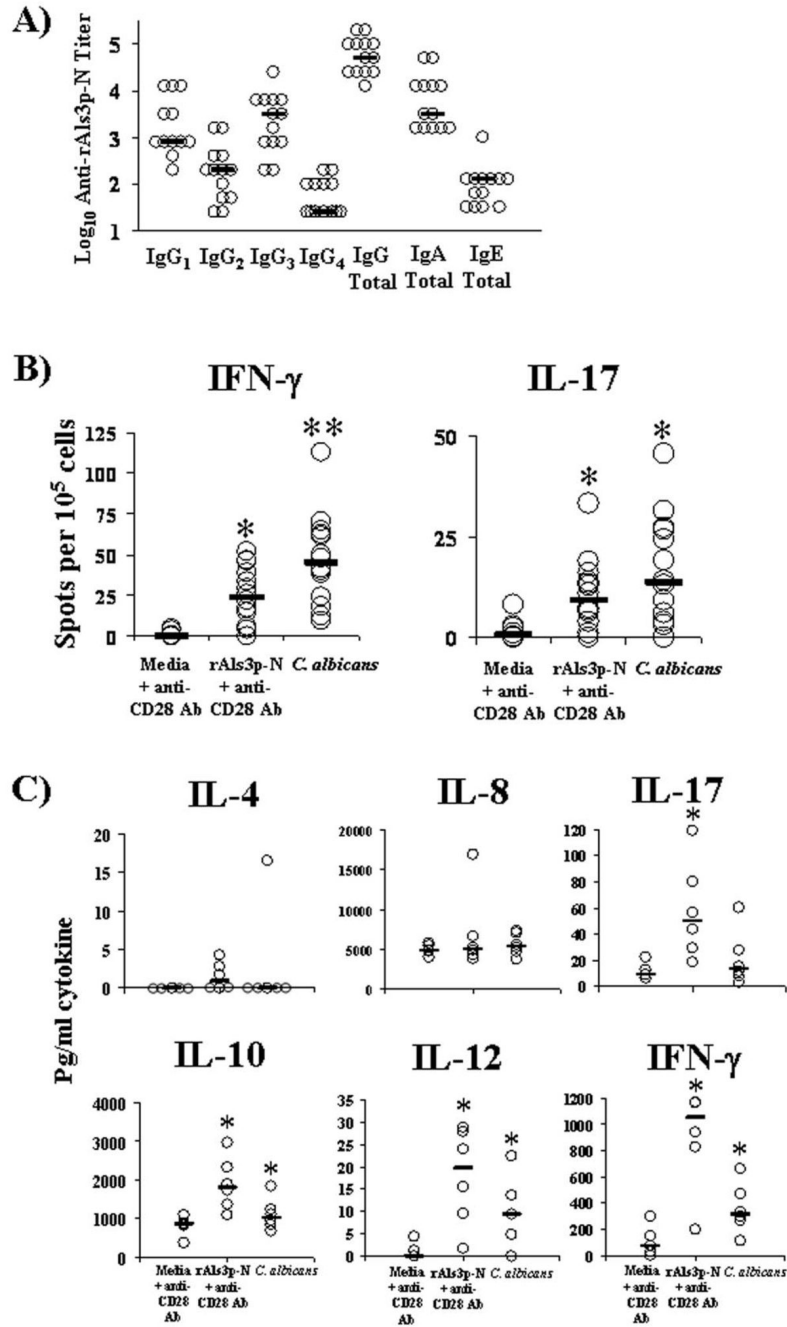 A)
Log10 Anti-rAls3p-N Titer
5
4
3
2
1
IgG1 IgG2 IgG3 IgG4 IgG Total IgA Total IgE Total
B)
IFN-γ
IL-17
Spots per 10^5 cells
125
100
75
50
25
0
*
**
Media + anti-CD28 Ab
rAls3p-N + anti-CD28 Ab
C. albicans
50
25
0
*
*
Media + anti-CD28 Ab
rAls3p-N + anti-CD28 Ab
C. albicans
C)
Pg/ml cytokine
IL-4
20
15
10
5
0
IL-8
20000
15000
10000
5000
0
IL-17
120
100
80
60
40
20
0
*
IL-10
4000
3000
2000
1000
0
*
*
Media + anti-CD28 Ab
rAls3p-N + anti-CD28 Ab
C. albicans
IL-12
35
30
25
20
15
10
5
0
*
*
Media + anti-CD28 Ab
rAls3p-N + anti-CD28 Ab
C. albicans
IFN-γ
1200
1000
800
600
400
200
0
*
*
Media + anti-CD28 Ab
rAls3p-N + anti-CD28 Ab
C. albicans